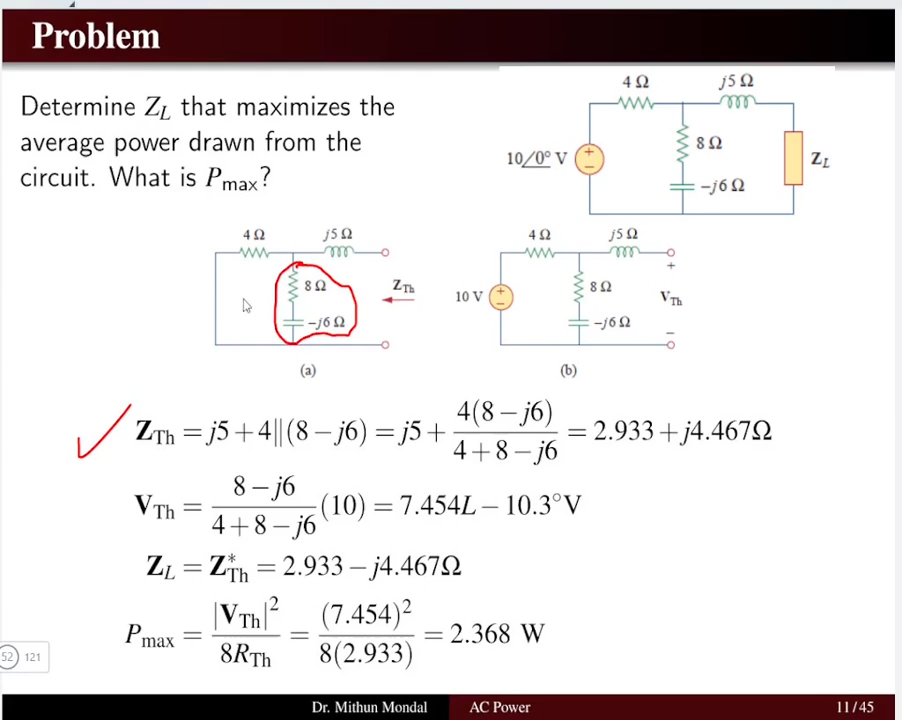 Problem
Determine Z_L that maximizes the
average power drawn from the
circuit. What is P_max?
4 Ω
j5 Ω
10/0° V
+
−
8 Ω
−j6 Ω
Z_L
4 Ω
j5 Ω
8 Ω
−j6 Ω
Z_Th
(a)
4 Ω
j5 Ω
10 V
+
−
8 Ω
−j6 Ω
+
V_Th
−
(b)
Z_Th = j5 + 4||(8 − j6) = j5 + 4(8 − j6) / 4 + 8 − j6 = 2.933 + j4.467Ω
V_Th = 8 − j6 / 4 + 8 − j6 (10) = 7.454L − 10.3°V
Z_L = Z*_Th = 2.933 − j4.467Ω
P_max = |V_Th|² / 8R_Th = (7.454)² / 8(2.933) = 2.368 W
52 121
Dr. Mithun Mondal AC Power 11/45